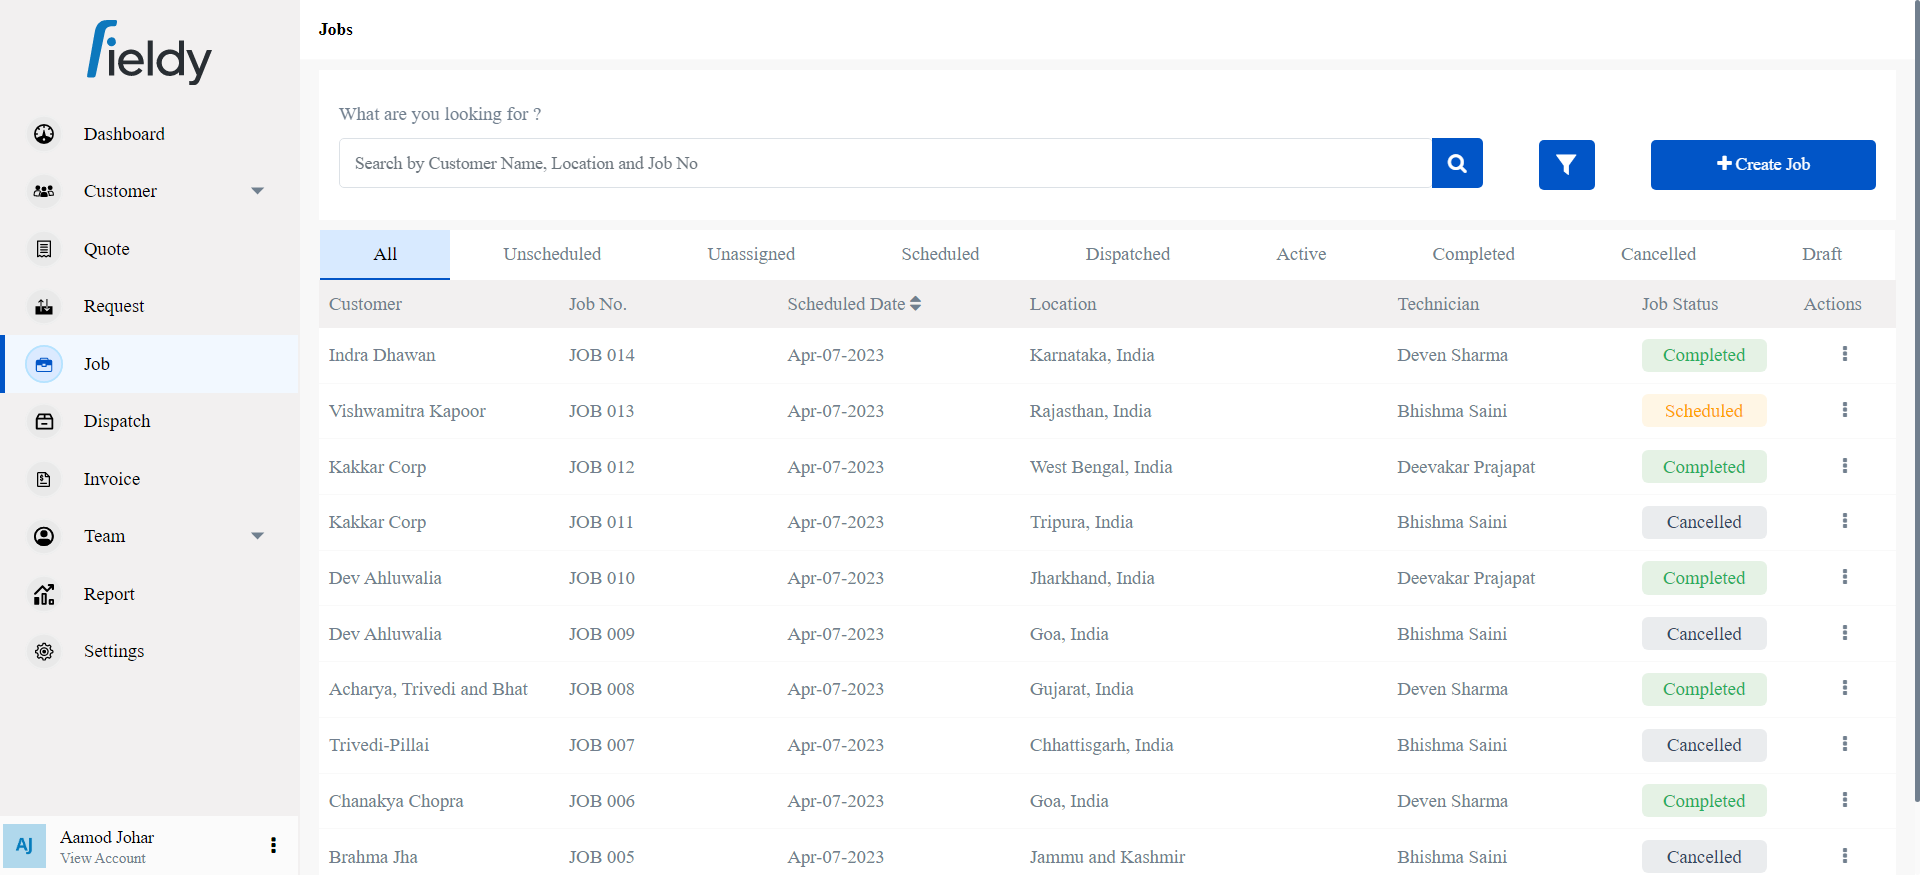 fieldy
Dashboard
Customer
Quote
Request
Job
Dispatch
Invoice
Team
Report
Settings
AJ
Aamod Johar
View Account
Jobs
What are you looking for ?
Search by Customer Name, Location and Job No
Create Job
All Unscheduled Unassigned Scheduled Dispatched Active Completed Cancelled Draft
Customer Job No. Scheduled Date Location Technician Job Status Actions
Indra Dhawan JOB 014 Apr-07-2023 Karnataka, India Deven Sharma Completed
Vishwamitra Kapoor JOB 013 Apr-07-2023 Rajasthan, India Bhishma Saini Scheduled
Kakkar Corp JOB 012 Apr-07-2023 West Bengal, India Deevakar Prajapat Completed
Kakkar Corp JOB 011 Apr-07-2023 Tripura, India Bhishma Saini Cancelled
Dev Ahluwalia JOB 010 Apr-07-2023 Jharkhand, India Deevakar Prajapat Completed
Dev Ahluwalia JOB 009 Apr-07-2023 Goa, India Bhishma Saini Cancelled
Acharya, Trivedi and Bhat JOB 008 Apr-07-2023 Gujarat, India Deven Sharma Completed
Trivedi-Pillai JOB 007 Apr-07-2023 Chhattisgarh, India Bhishma Saini Cancelled
Chanakya Chopra JOB 006 Apr-07-2023 Goa, India Deven Sharma Completed
Brahma Jha JOB 005 Apr-07-2023 Jammu and Kashmir Bhishma Saini Cancelled